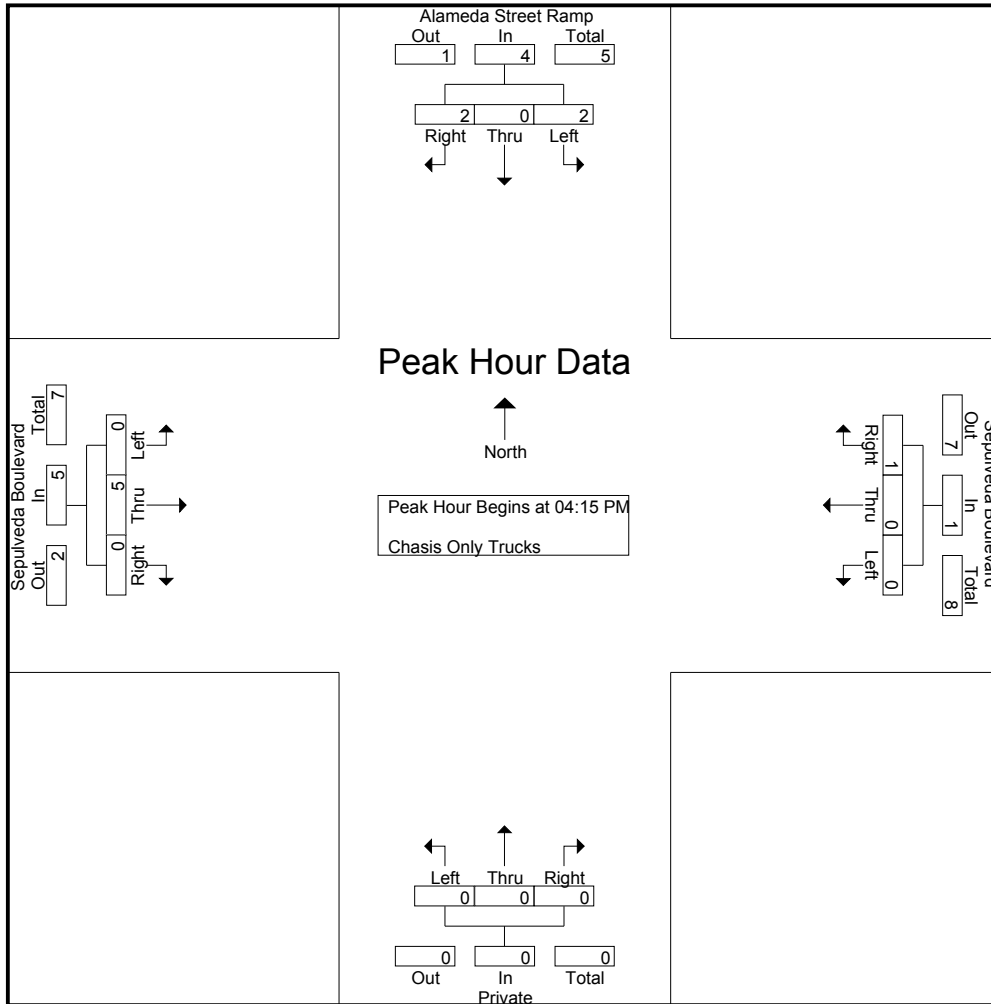 Alameda Street Ramp
Out In Total
1 4 5
2 0 2
Right Thru Left
Peak Hour Data
North
Peak Hour Begins at 04:15 PM
Chasis Only Trucks
Sepulveda Boulevard
Total In Out
7 5 2
0 5 0
Left Thru Right
Right Thru Left
1 0 0
Out In Total
7 1 8
Sepulveda Boulevard
Left Thru Right
0 0 0
0 0 0
Out In Total
Private